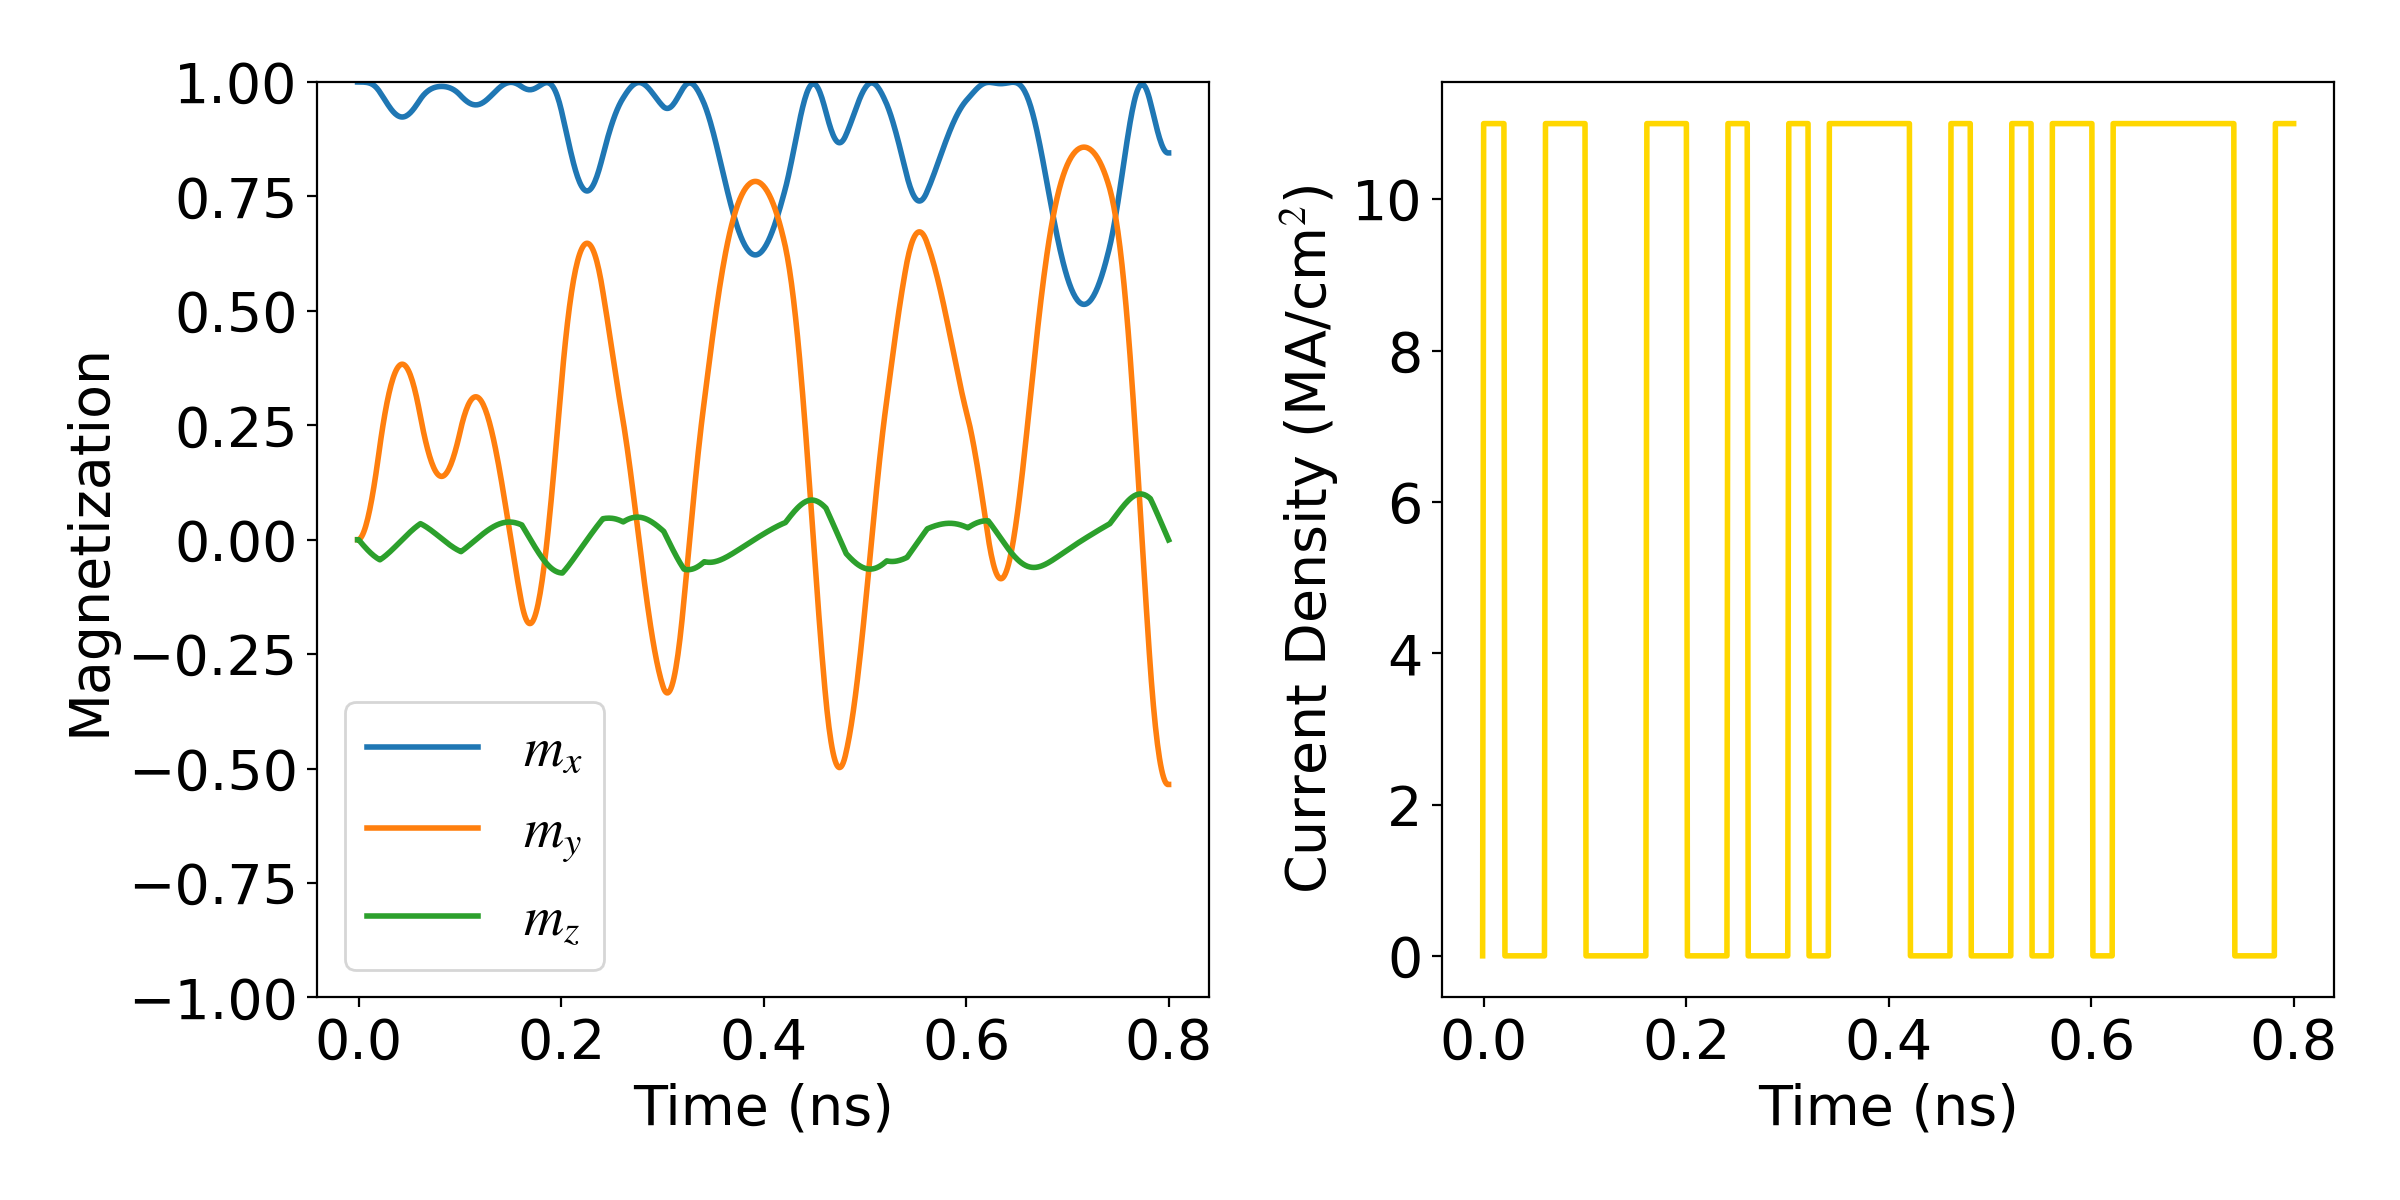 1.00
0.75
0.50
0.25
0.00
−0.25
−0.50
−0.75
−1.00
Magnetization
m_x
m_y
m_z
0.0 0.2 0.4 0.6 0.8
Time (ns)
10
8
6
4
2
0
Current Density (MA/cm²)
0.0 0.2 0.4 0.6 0.8
Time (ns)